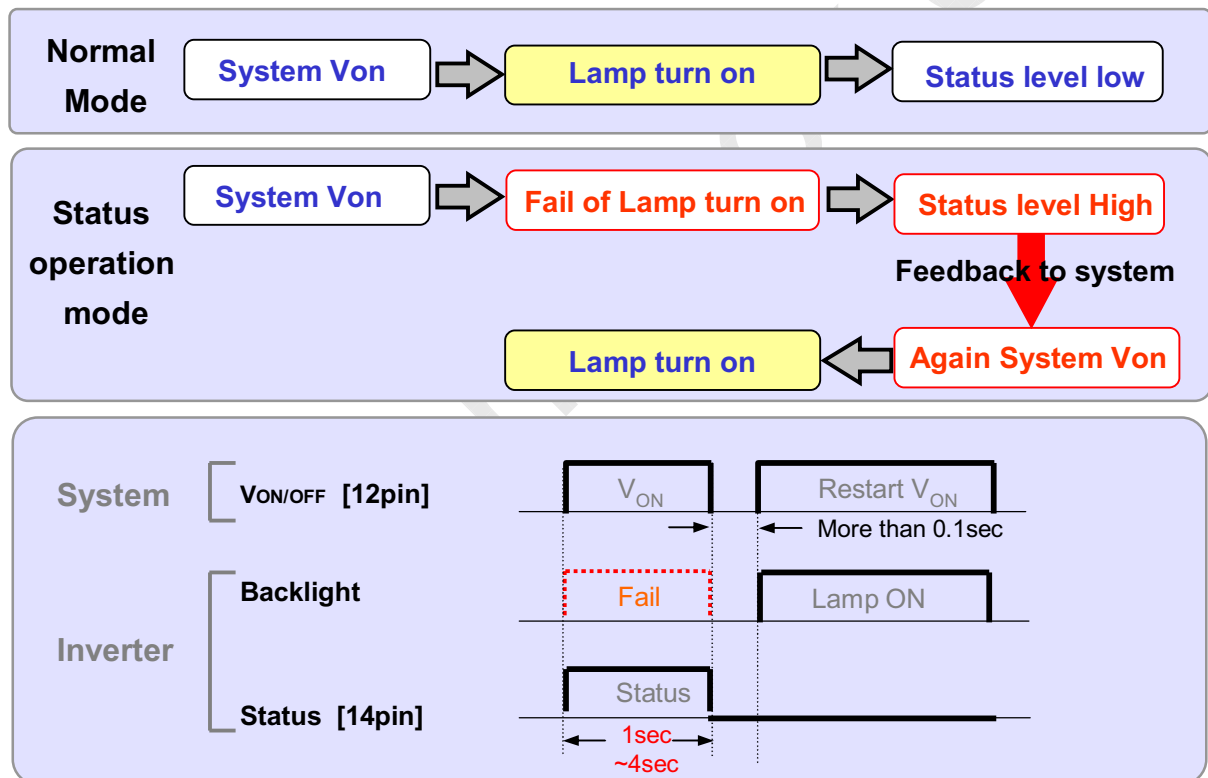 Normal
Mode
System Von
Lamp turn on
Status level low
Status
operation
mode
System Von
Fail of Lamp turn on
Status level High
Feedback to system
Lamp turn on
Again System Von
System
VON/OFF [12pin]
VON
Restart VON
More than 0.1sec
Inverter
Backlight
Fail
Lamp ON
Status [14pin]
Status
1sec
~4sec